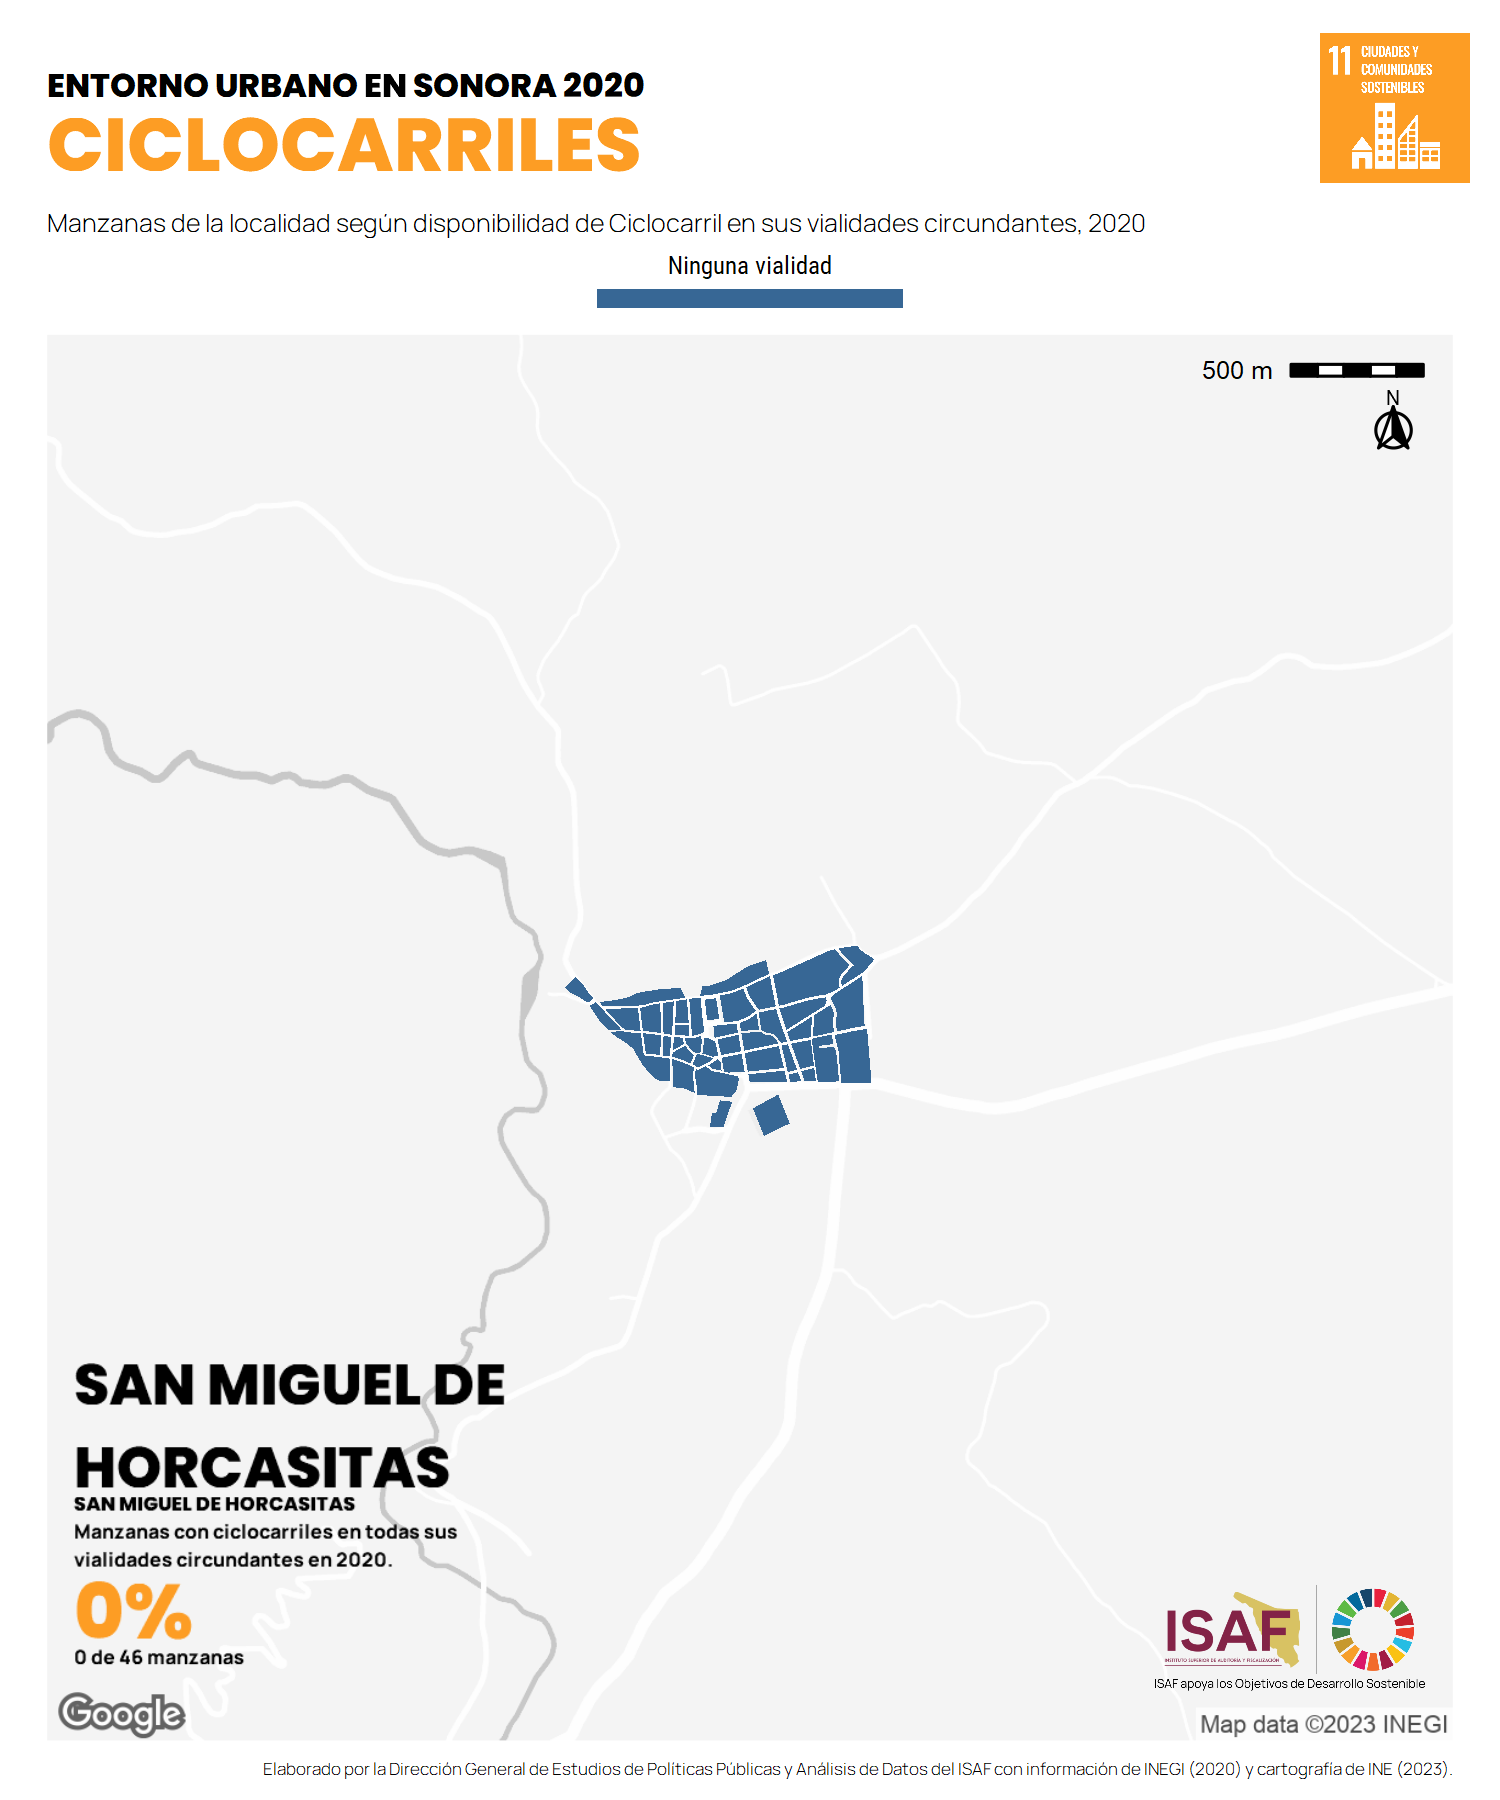 ENTORNO URBANO EN SONORA 2020
CICLOCARRILES
11 CIUDADES Y
COMUNIDADES
SOSTENIBLES
Manzanas de la localidad según disponibilidad de Ciclocarril en sus vialidades circundantes, 2020
Ninguna vialidad
500 m
N
SAN MIGUEL DE
HORCASITAS
SAN MIGUEL DE HORCASITAS
Manzanas con ciclocarriles en todas sus
vialidades circundantes en 2020.
0%
0 de 46 manzanas
Google
ISAF
INSTITUTO SUPERIOR DE AUDITORÍA Y FISCALIZACIÓN
ISAF apoya los Objetivos de Desarrollo Sostenible
Map data ©2023 INEGI
Elaborado por la Dirección General de Estudios de Políticas Públicas y Análisis de Datos del ISAF con información de INEGI (2020) y cartografía de INE (2023).